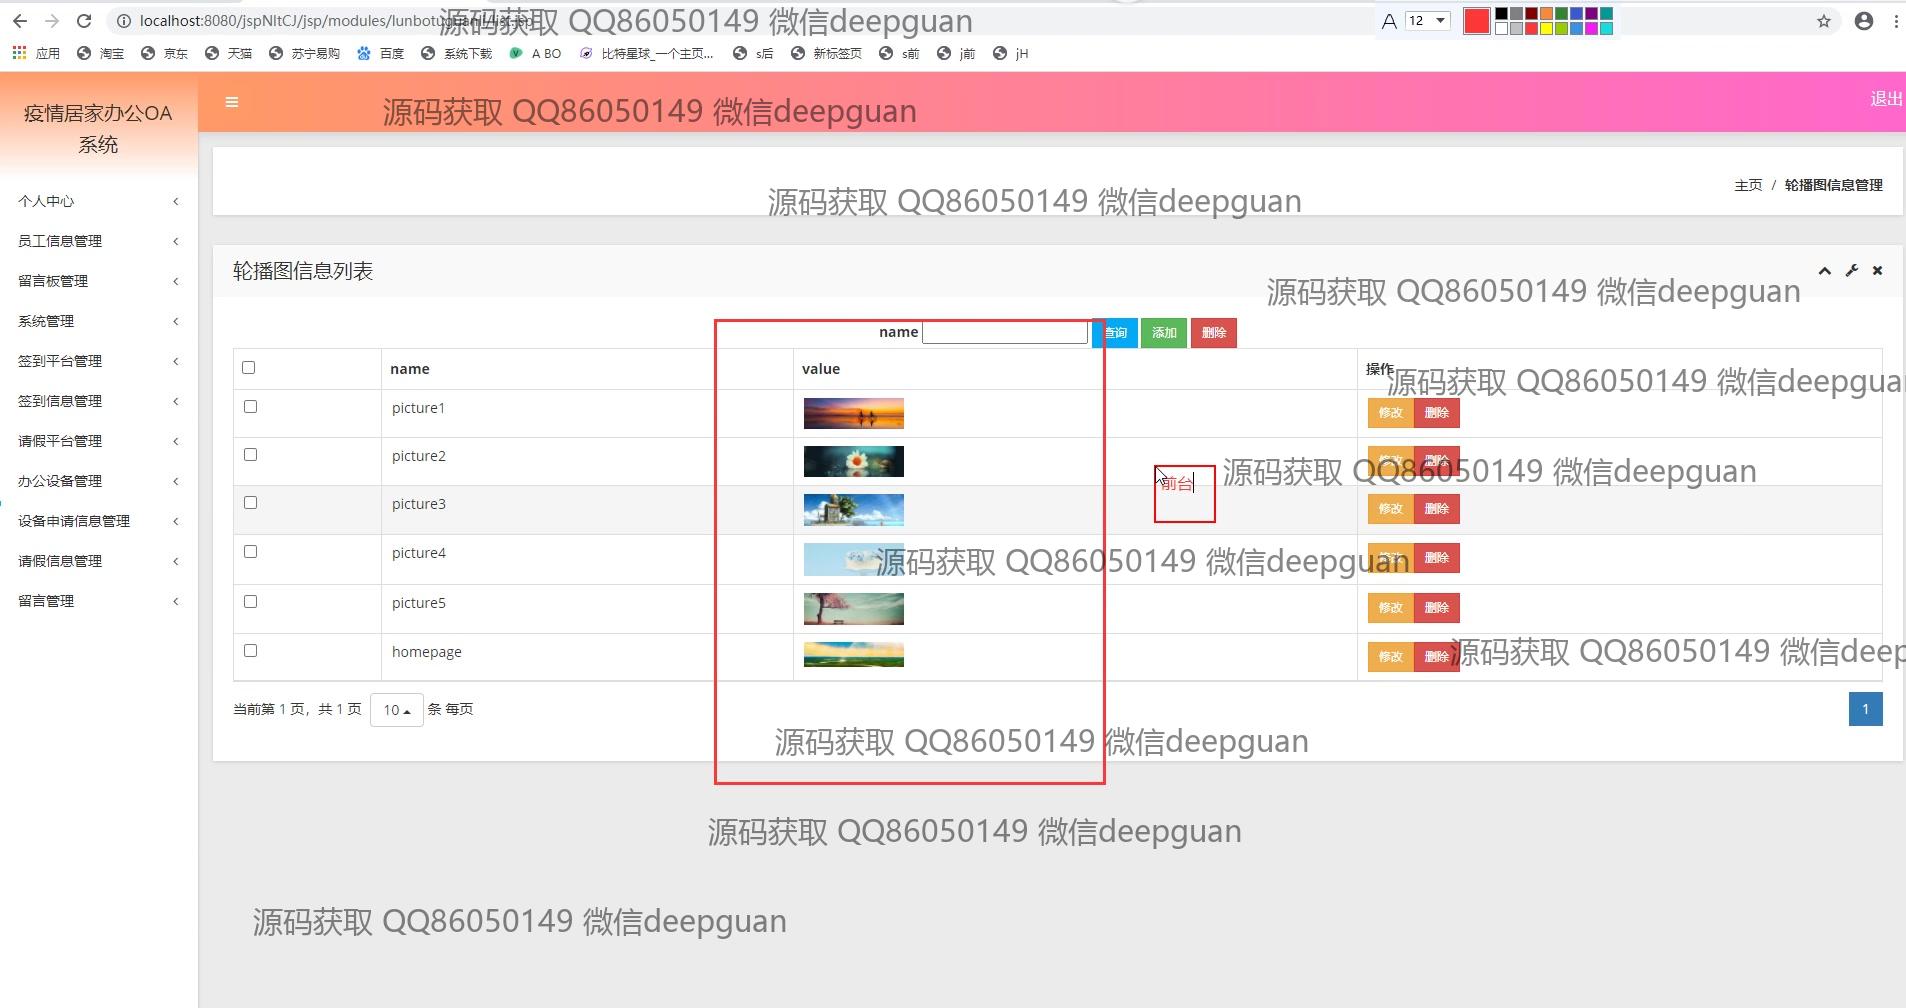 localhost:8080/jspNltCJ/jsp/modules/lunbotuguanli/list.jsp
源码获取 QQ86050149 微信deepguan
A 12
应用 淘宝 京东 天猫 苏宁易购 百度 系统下载 A BO 比特星球_一个主页... s后 新标签页 s前 j前 jH
疫情居家办公OA
系统
源码获取 QQ86050149 微信deepguan
退出
个人中心
员工信息管理
留言板管理
系统管理
签到平台管理
签到信息管理
请假平台管理
办公设备管理
设备申请信息管理
请假信息管理
留言管理
源码获取 QQ86050149 微信deepguan
主页 / 轮播图信息管理
轮播图信息列表
源码获取 QQ86050149 微信deepguan
name 查询 添加 删除
name value 操作
源码获取 QQ86050149 微信deepgua
picture1 修改 删除
picture2 修改 删除
源码获取 QQ86050149 微信deepguan
前台
picture3 修改 删除
picture4 修改 删除
源码获取 QQ86050149 微信deepguan
picture5 修改 删除
homepage 修改 删除
源码获取 QQ86050149 微信deep
当前第 1 页，共 1 页 10 条 每页 1
源码获取 QQ86050149 微信deepguan
源码获取 QQ86050149 微信deepguan
源码获取 QQ86050149 微信deepguan